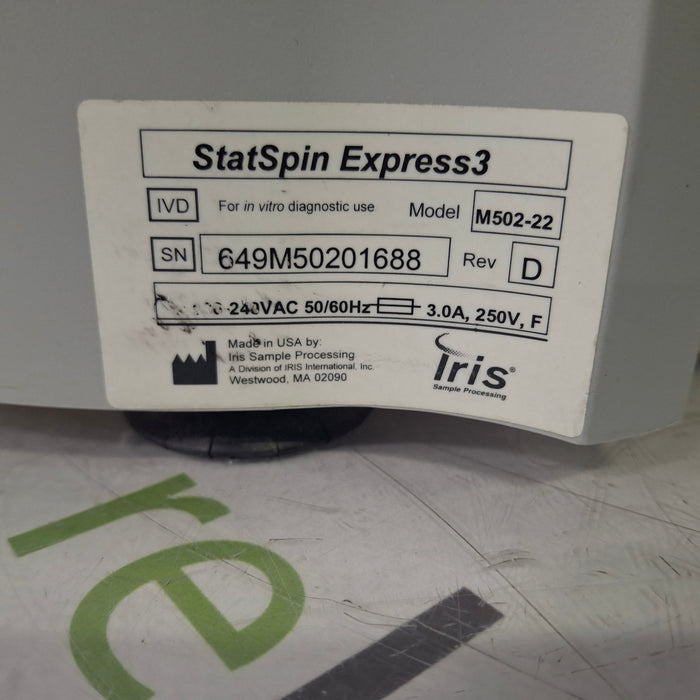 StatSpin Express3
IVD For in vitro diagnostic use Model M502-22
SN 649M50201688 Rev D
-240VAC 50/60Hz 3.0A, 250V, F
Made in USA by:
Iris Sample Processing
A Division of IRIS International, Inc.
Westwood, MA 02090
Iris®
Sample Processing
re